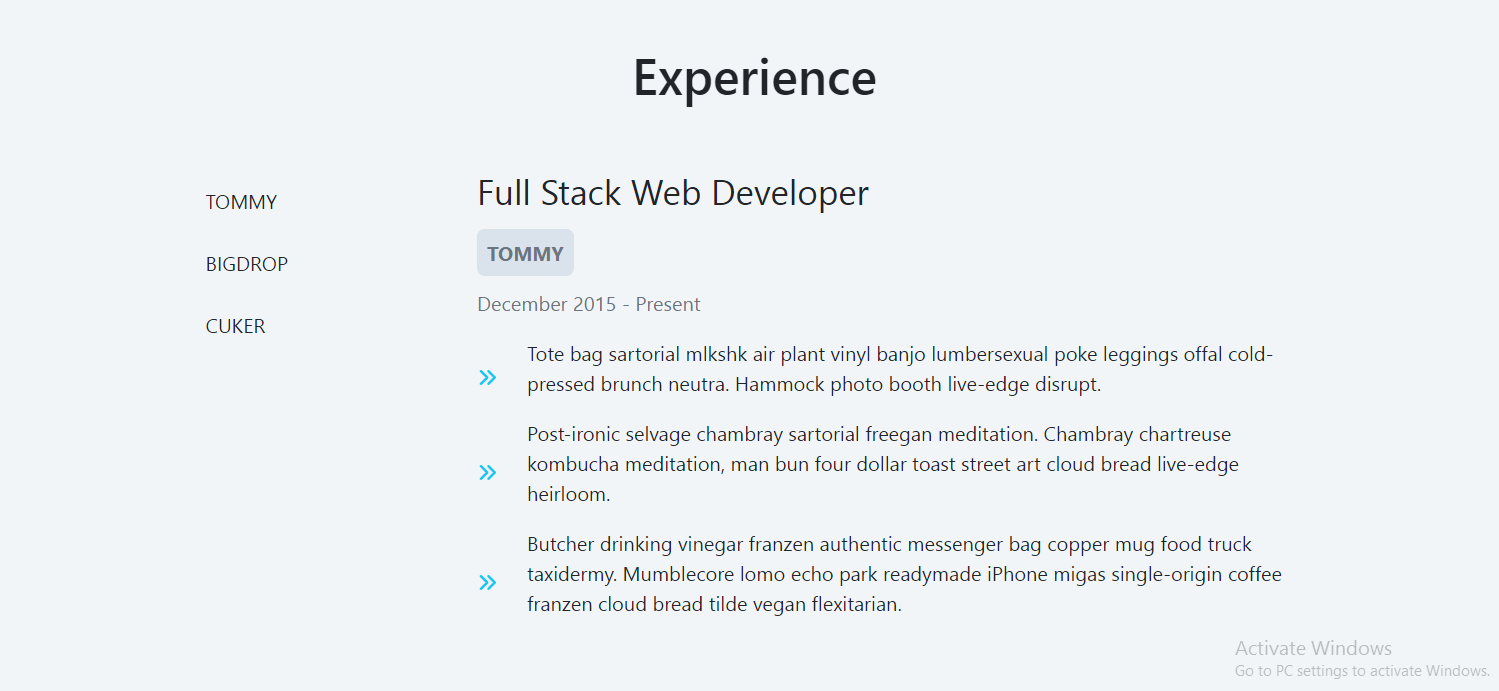 Experience
TOMMY
BIGDROP
CUKER
Full Stack Web Developer
TOMMY
December 2015 - Present
Tote bag sartorial mlkshk air plant vinyl banjo lumbersexual poke leggings offal cold-
pressed brunch neutra. Hammock photo booth live-edge disrupt.
Post-ironic selvage chambray sartorial freegan meditation. Chambray chartreuse
kombucha meditation, man bun four dollar toast street art cloud bread live-edge
heirloom.
Butcher drinking vinegar franzen authentic messenger bag copper mug food truck
taxidermy. Mumblecore lomo echo park readymade iPhone migas single-origin coffee
franzen cloud bread tilde vegan flexitarian.
Activate Windows
Go to PC settings to activate Windows.